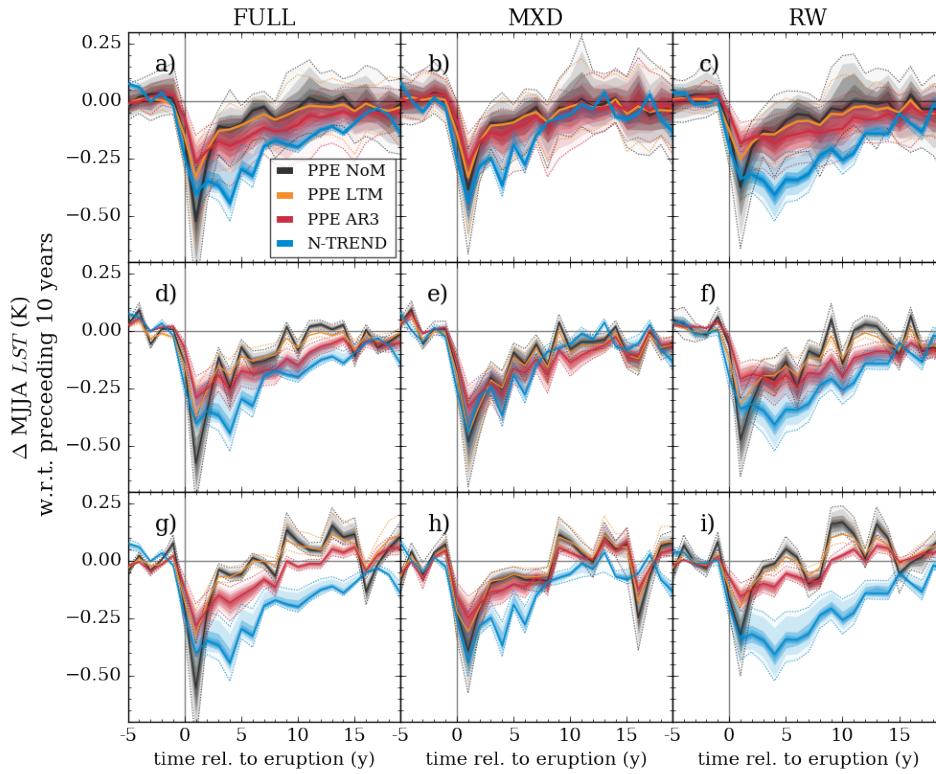 FULL MXD RW
0.25 a) b) c)
0.00
−0.25
PPE NoM
PPE LTM
PPE AR3
N-TREND
−0.50
0.25 d) e) f)
0.00
−0.25
−0.50
Δ MJJA LST (K)
w.r.t. preceeding 10 years
0.25 g) h) i)
0.00
−0.25
−0.50
-5 0 5 10 15 -5 0 5 10 15 -5 0 5 10 15
time rel. to eruption (y) time rel. to eruption (y) time rel. to eruption (y)